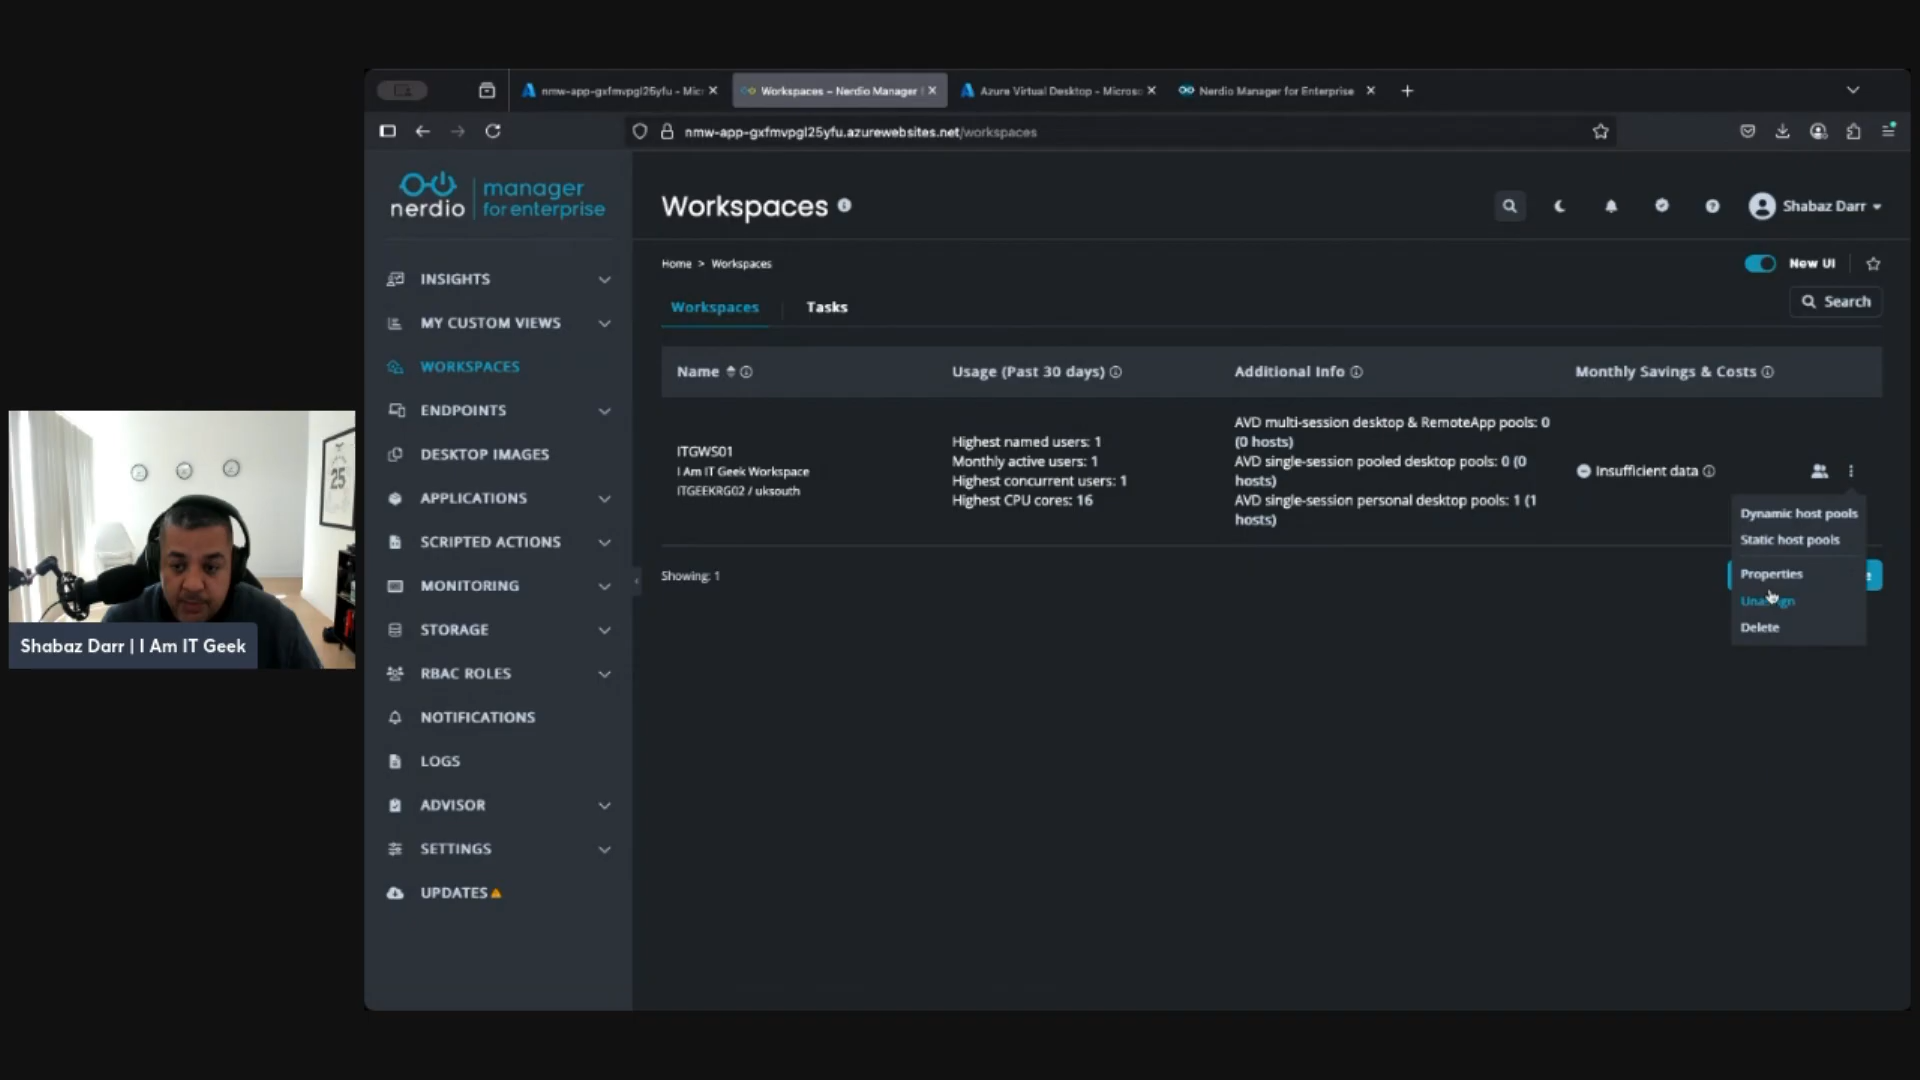 nmw-app-gxfmvpgl25yfu - Mic
Workspaces – Nerdio Manager
Azure Virtual Desktop - Micros
Nerdio Manager for Enterprise
nmw-app-gxfmvpgl25yfu.azurewebsites.net/workspaces
nerdio
manager
for enterprise
Workspaces
Shabaz Darr
Home > Workspaces
New UI
Workspaces
Tasks
Search
INSIGHTS
MY CUSTOM VIEWS
WORKSPACES
ENDPOINTS
DESKTOP IMAGES
APPLICATIONS
SCRIPTED ACTIONS
MONITORING
STORAGE
RBAC ROLES
NOTIFICATIONS
LOGS
ADVISOR
SETTINGS
UPDATES
Name
Usage (Past 30 days)
Additional Info
Monthly Savings & Costs
ITGWS01
I Am IT Geek Workspace
ITGEEKRG02 / uksouth
Highest named users: 1
Monthly active users: 1
Highest concurrent users: 1
Highest CPU cores: 16
AVD multi-session desktop & RemoteApp pools: 0
(0 hosts)
AVD single-session pooled desktop pools: 0 (0
hosts)
AVD single-session personal desktop pools: 1 (1
hosts)
Insufficient data
Dynamic host pools
Static host pools
Properties
Delete
Showing: 1
25
Shabaz Darr | I Am IT Geek